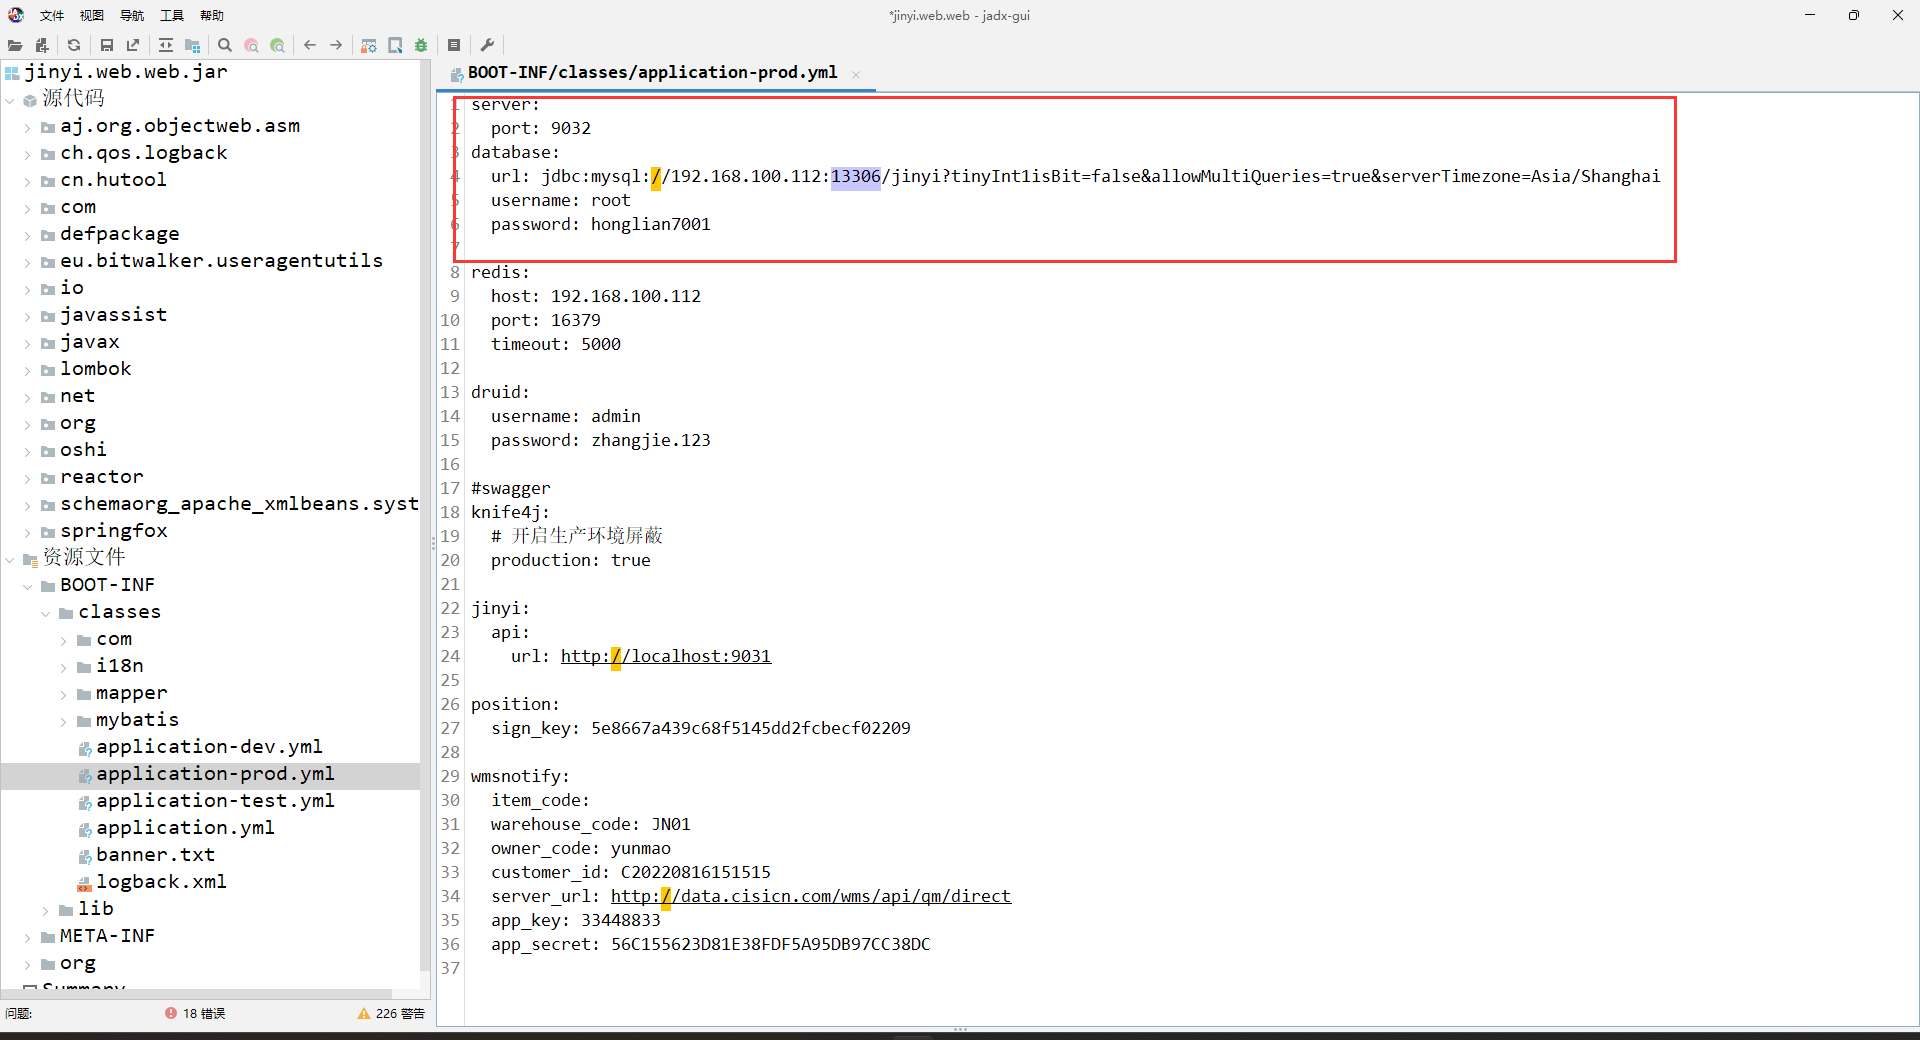 文件 视图 导航 工具 帮助
*jinyi.web.web - jadx-gui
jinyi.web.web.jar
源代码
aj.org.objectweb.asm
ch.qos.logback
cn.hutool
com
defpackage
eu.bitwalker.useragentutils
io
javassist
javax
lombok
net
org
oshi
reactor
schemaorg_apache_xmlbeans.syst
springfox
资源文件
BOOT-INF
classes
com
i18n
mapper
mybatis
application-dev.yml
application-prod.yml
application-test.yml
application.yml
banner.txt
logback.xml
lib
META-INF
org
Summary
问题:
18 错误
226 警告
BOOT-INF/classes/application-prod.yml
1 server:
2   port: 9032
3 database:
4   url: jdbc:mysql://192.168.100.112:13306/jinyi?tinyInt1isBit=false&allowMultiQueries=true&serverTimezone=Asia/Shanghai
5   username: root
6   password: honglian7001
7
8 redis:
9   host: 192.168.100.112
10   port: 16379
11   timeout: 5000
12
13 druid:
14   username: admin
15   password: zhangjie.123
16
17 #swagger
18 knife4j:
19   # 开启生产环境屏蔽
20   production: true
21
22 jinyi:
23   api:
24     url: http://localhost:9031
25
26 position:
27   sign_key: 5e8667a439c68f5145dd2fcbecf02209
28
29 wmsnotify:
30   item_code:
31   warehouse_code: JN01
32   owner_code: yunmao
33   customer_id: C20220816151515
34   server_url: http://data.cisicn.com/wms/api/qm/direct
35   app_key: 33448833
36   app_secret: 56C155623D81E38FDF5A95DB97CC38DC
37